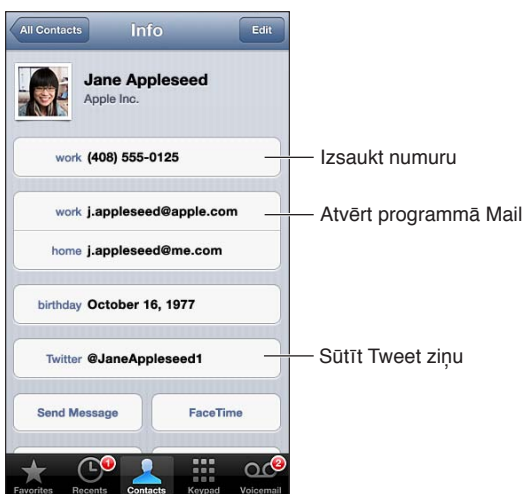 All Contacts Info Edit
Jane Appleseed
Apple Inc.
work (408) 555-0125
Izsaukt numuru
work j.appleseed@apple.com
Atvērt programmā Mail
home j.appleseed@me.com
birthday October 16, 1977
Twitter @JaneAppleseed1
Sūtīt Tweet ziņu
Send Message FaceTime
1 2
Favorites Recents Contacts Keypad Voicemail